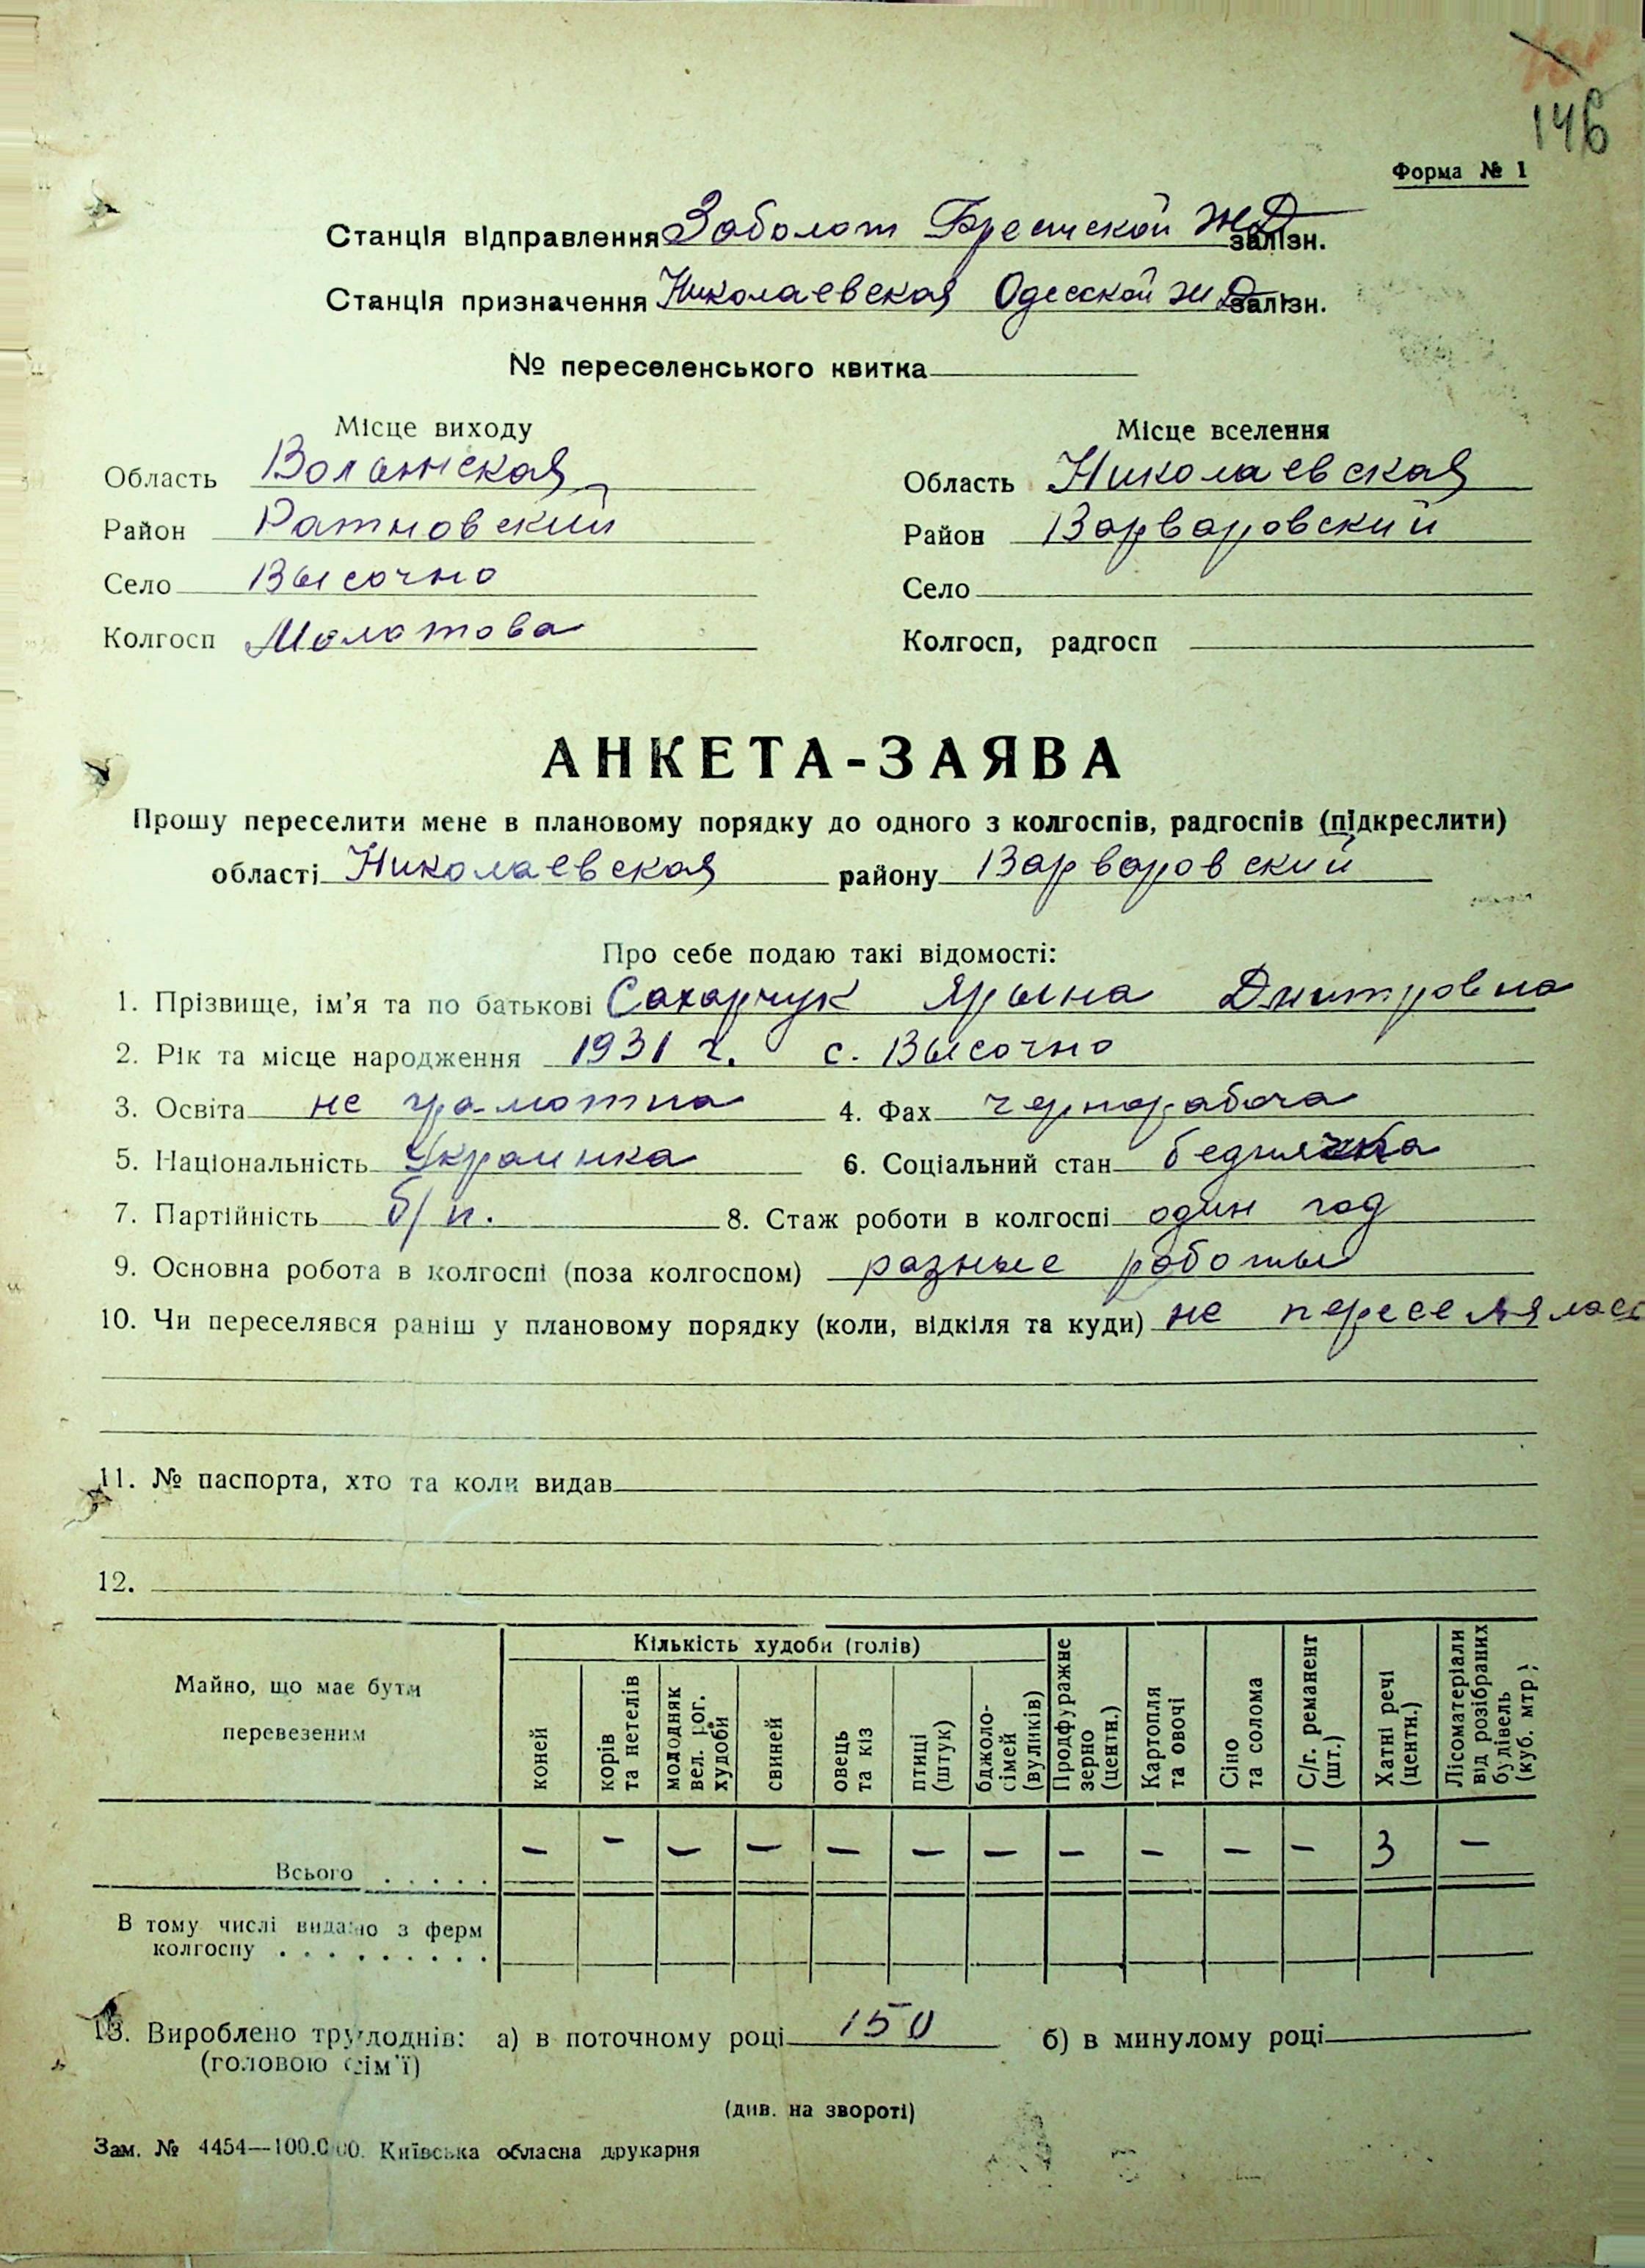 146
Форма № 1
Станція відправлення Заболот Брестской ЖД залізн.
Станція призначення Николаевская Одесской ж Д залізн.
№ переселенського квитка
Місце виходу Місце вселення
Область Волынская Область Николаевская
Район Ратновский Район Варваровский
Село Высочно Село
Колгосп Молотова Колгосп, радгосп
АНКЕТА-ЗАЯВА
Прошу переселити мене в плановому порядку до одного з колгоспів, радгоспів (підкреслити)
області Николаевская району Варваровский
Про себе подаю такі відомості:
1. Прізвище, ім'я та по батькові Сахарчук Ярына Дмитровна
2. Рік та місце народження 1931 г. с. Высочно
3. Освіта не грамотна 4. Фах чернорабоча
5. Національність Украинка 6. Соціальний стан беднячка
7. Партійність б/п. 8. Стаж роботи в колгоспі один год
9. Основна робота в колгоспі (поза колгоспом) разные работы
10. Чи переселявся раніш у плановому порядку (коли, відкіля та куди) не переселялась
11. № паспорта, хто та коли видав
12.
Майно, що має бути перевезеним
Кількість худоби (голів)
коней
корів та нетелів
молодняк вел. рог. худоби
свиней
овець та кіз
птиці (штук)
бджоло-сімей (вуликів)
Продфуражне зерно (центн.)
Картопля та овочі
Сіно та солома
С/г. реманент (шт.)
Хатні речі (центн.)
Лісоматеріали від розібраних будівель (куб. мтр.)
Всього . . . . . — — — — — — — — — — — 3 —
В тому числі видано з ферм
колгоспу . . . . . . . . .
13. Вироблено трудоднів: а) в поточному році 150 б) в минулому році
(головою сім'ї)
(див. на звороті)
Зам. № 4454—100.000. Київська обласна друкарня